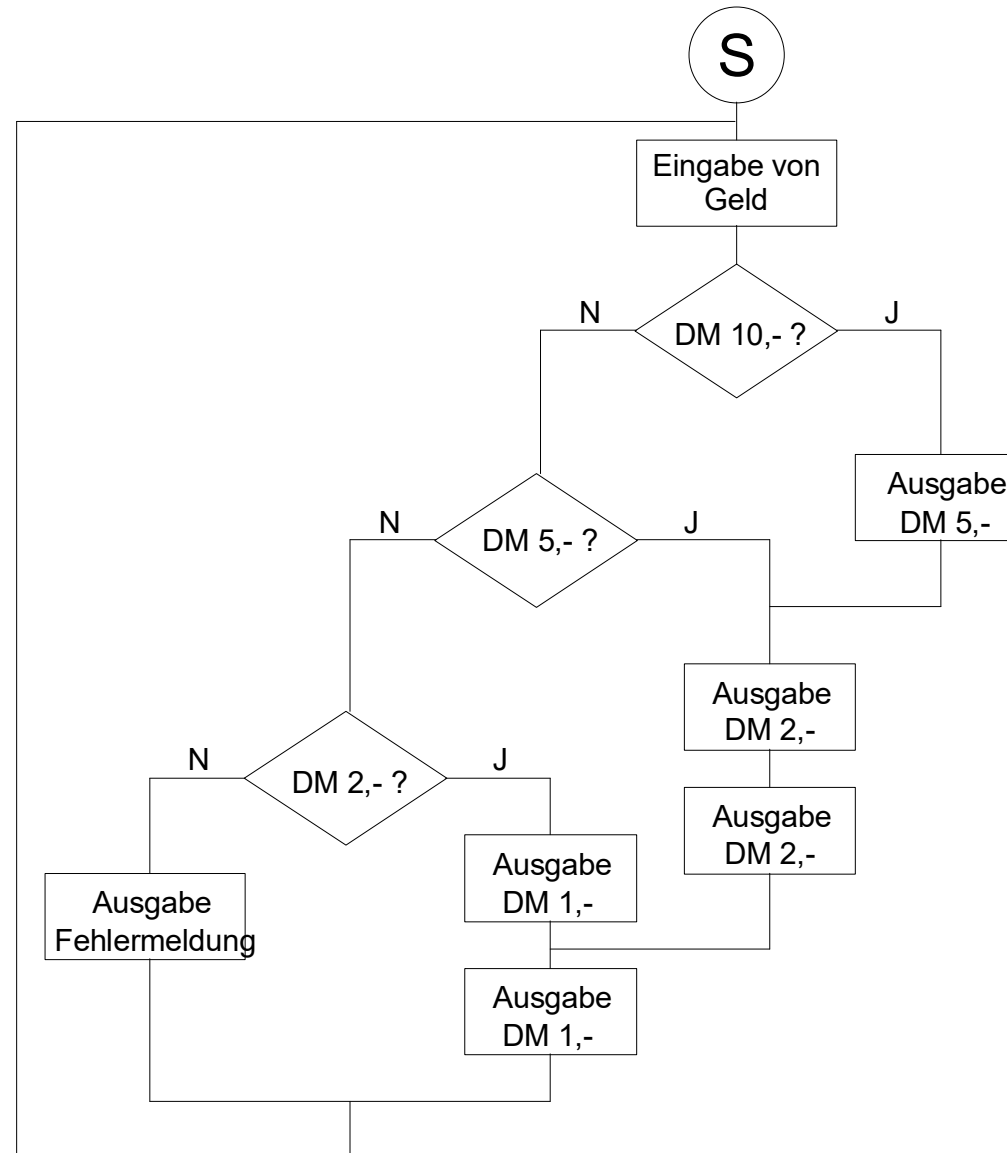 S
Eingabe von
Geld
N
DM 10,- ?
J
Ausgabe
DM 5,-
N
DM 5,- ?
J
Ausgabe
DM 2,-
N
DM 2,- ?
J
Ausgabe
DM 2,-
Ausgabe
DM 1,-
Ausgabe
Fehlermeldung
Ausgabe
DM 1,-